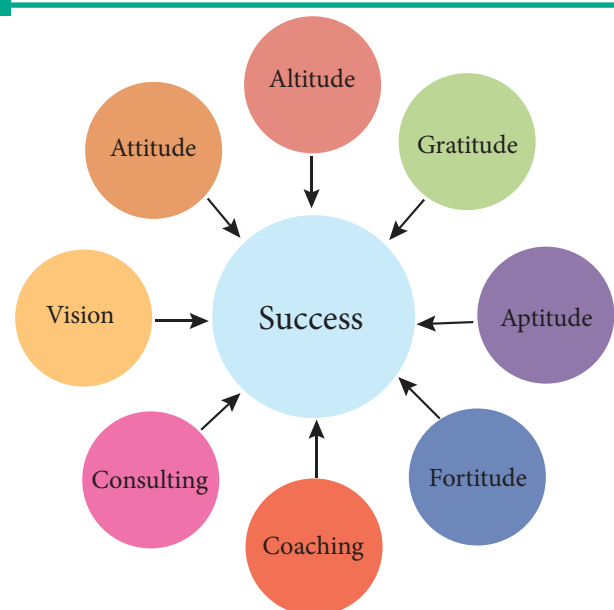 Altitude
Attitude
Gratitude
Vision
Success
Aptitude
Consulting
Fortitude
Coaching